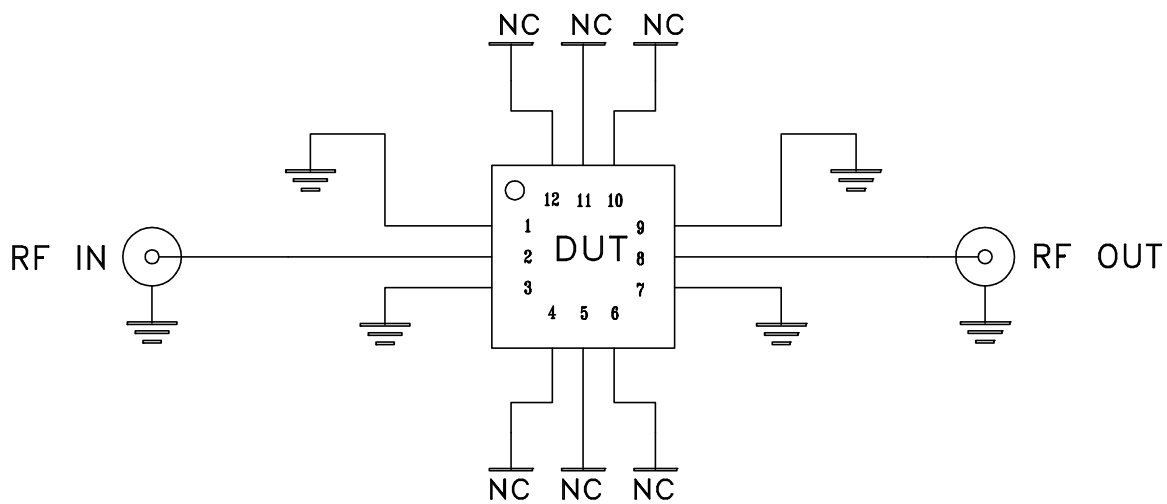 NC NC NC
12 11 10
1 9
RF IN 2 DUT 8 RF OUT
3 7
4 5 6
NC NC NC